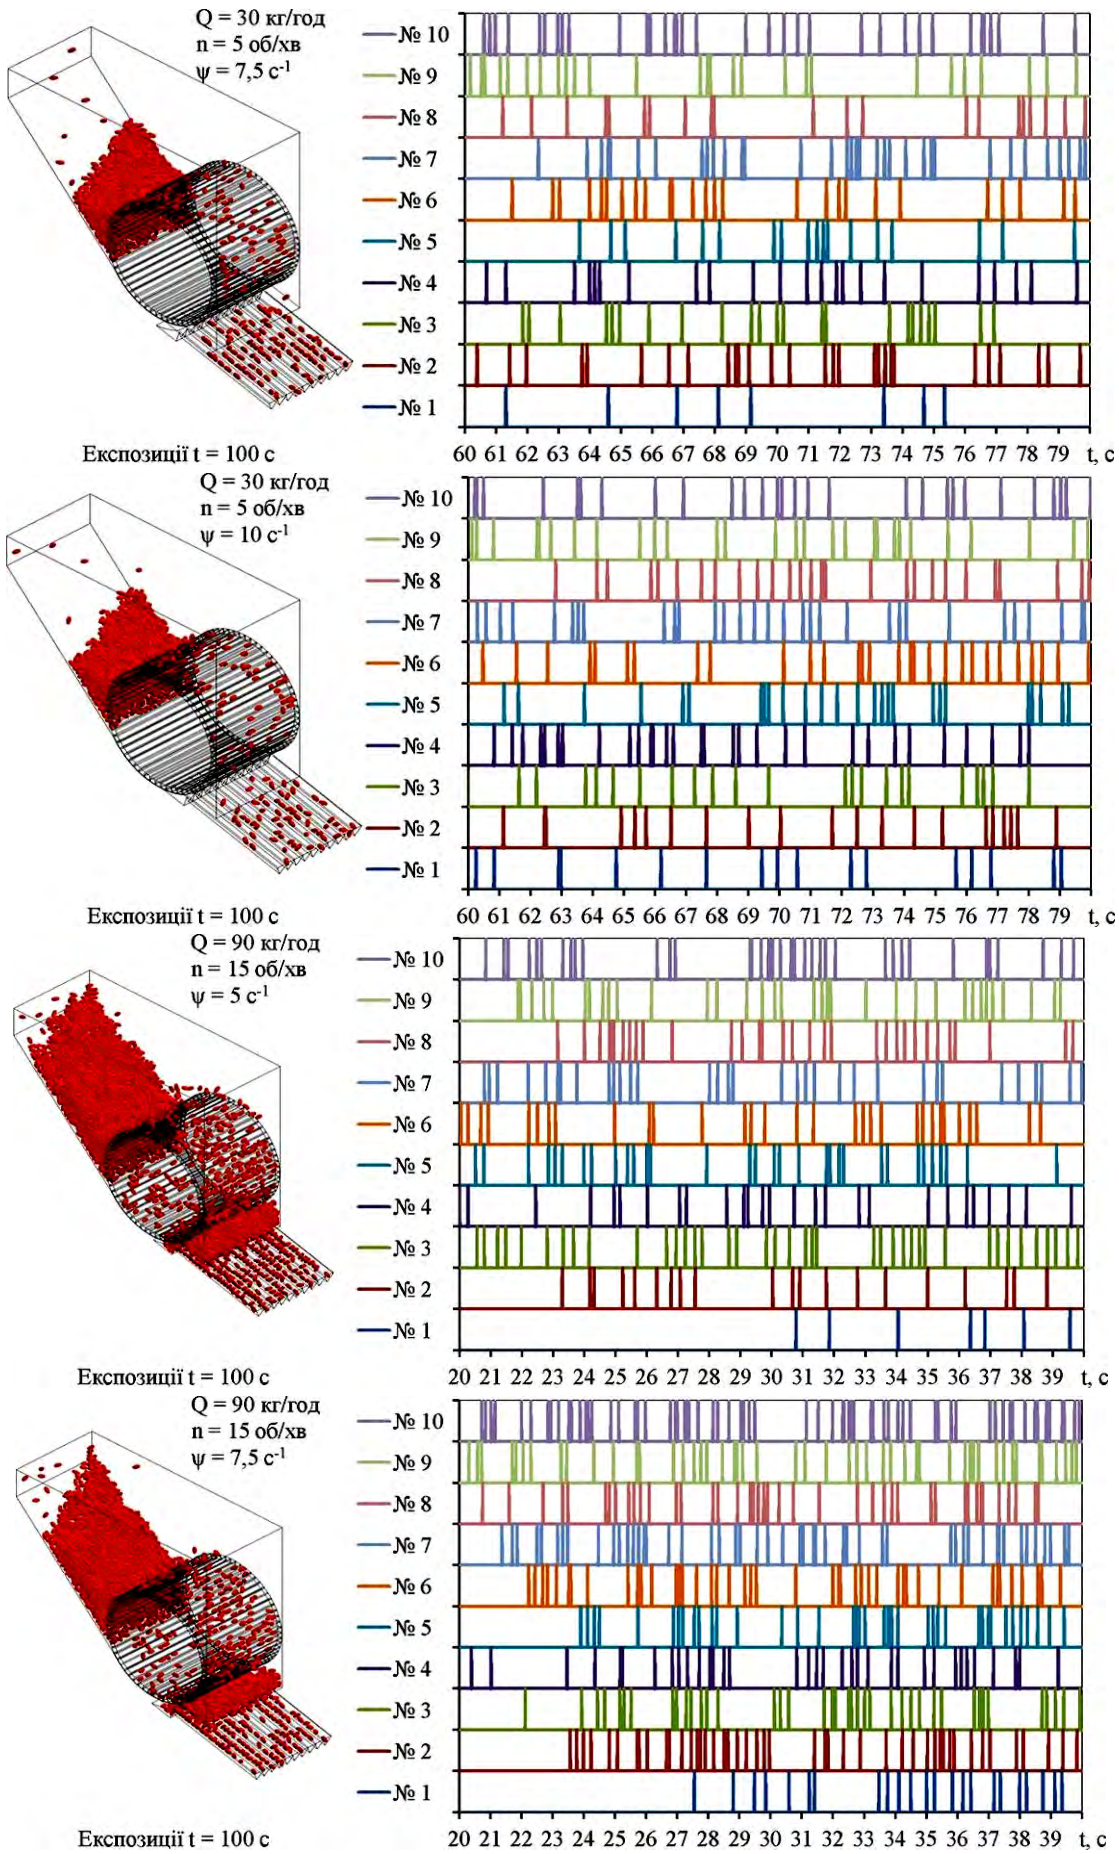 Q = 30 кг/год
n = 5 об/хв
ψ = 7,5 с-1
№ 10
№ 9
№ 8
№ 7
№ 6
№ 5
№ 4
№ 3
№ 2
№ 1
60 61 62 63 64 65 66 67 68 69 70 71 72 73 74 75 76 77 78 79 t, с
Експозиції t = 100 с
Q = 30 кг/год
n = 5 об/хв
ψ = 10 с-1
№ 10
№ 9
№ 8
№ 7
№ 6
№ 5
№ 4
№ 3
№ 2
№ 1
60 61 62 63 64 65 66 67 68 69 70 71 72 73 74 75 76 77 78 79 t, с
Експозиції t = 100 с
Q = 90 кг/год
n = 15 об/хв
ψ = 5 с-1
№ 10
№ 9
№ 8
№ 7
№ 6
№ 5
№ 4
№ 3
№ 2
№ 1
20 21 22 23 24 25 26 27 28 29 30 31 32 33 34 35 36 37 38 39 t, с
Експозиції t = 100 с
Q = 90 кг/год
n = 15 об/хв
ψ = 7,5 с-1
№ 10
№ 9
№ 8
№ 7
№ 6
№ 5
№ 4
№ 3
№ 2
№ 1
20 21 22 23 24 25 26 27 28 29 30 31 32 33 34 35 36 37 38 39 t, с
Експозиції t = 100 с